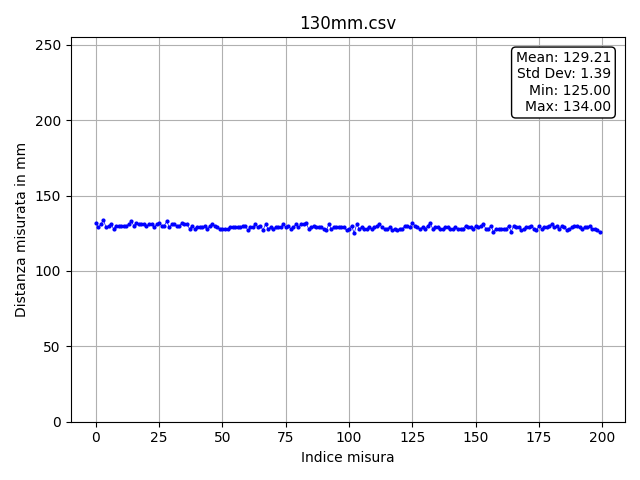 130mm.csv
Mean: 129.21
Std Dev: 1.39
Min: 125.00
Max: 134.00
Distanza misurata in mm
250
200
150
100
50
0
0 25 50 75 100 125 150 175 200
Indice misura